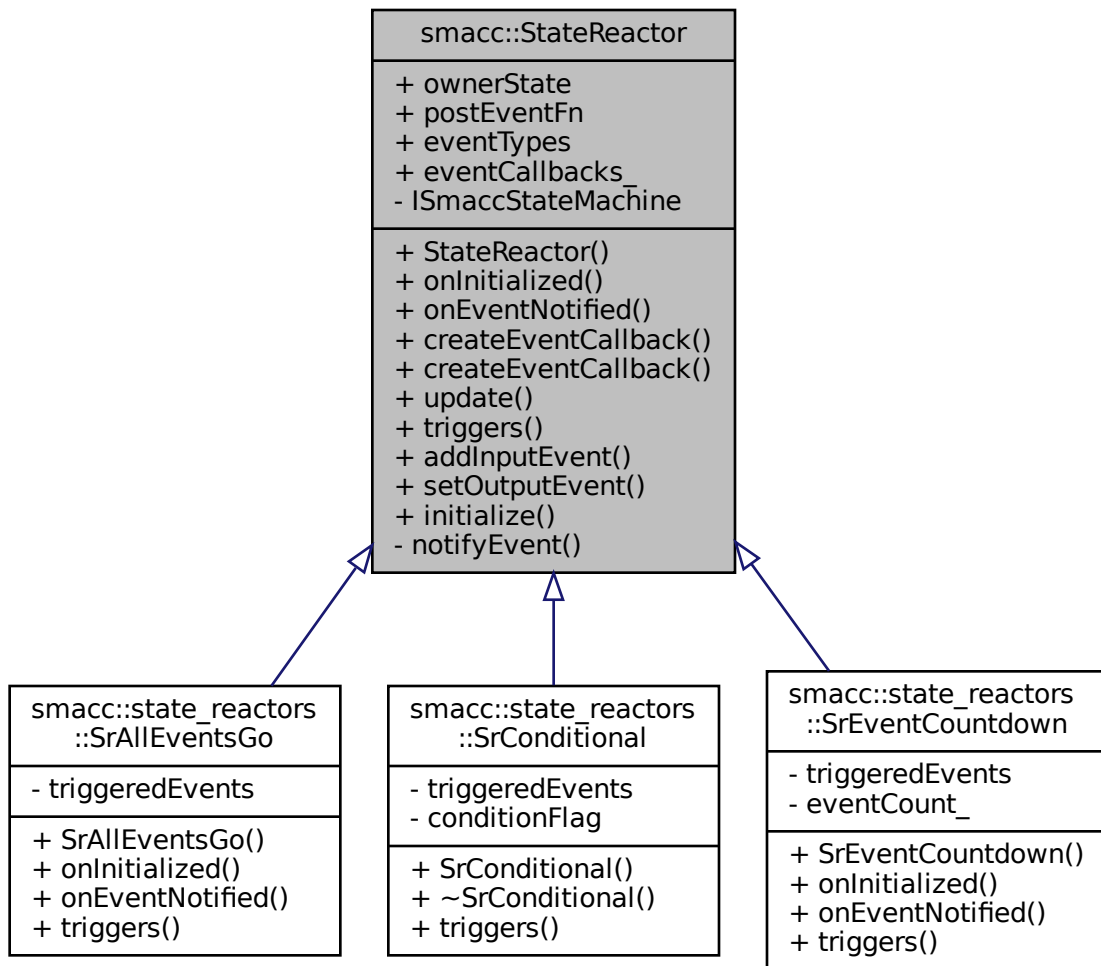 smacc::StateReactor
+ ownerState
+ postEventFn
+ eventTypes
+ eventCallbacks_
- ISmaccStateMachine
+ StateReactor()
+ onInitialized()
+ onEventNotified()
+ createEventCallback()
+ createEventCallback()
+ update()
+ triggers()
+ addInputEvent()
+ setOutputEvent()
+ initialize()
- notifyEvent()
smacc::state_reactors
::SrAllEventsGo
- triggeredEvents
+ SrAllEventsGo()
+ onInitialized()
+ onEventNotified()
+ triggers()
smacc::state_reactors
::SrConditional
- triggeredEvents
- conditionFlag
+ SrConditional()
+ ~SrConditional()
+ triggers()
smacc::state_reactors
::SrEventCountdown
- triggeredEvents
- eventCount_
+ SrEventCountdown()
+ onInitialized()
+ onEventNotified()
+ triggers()